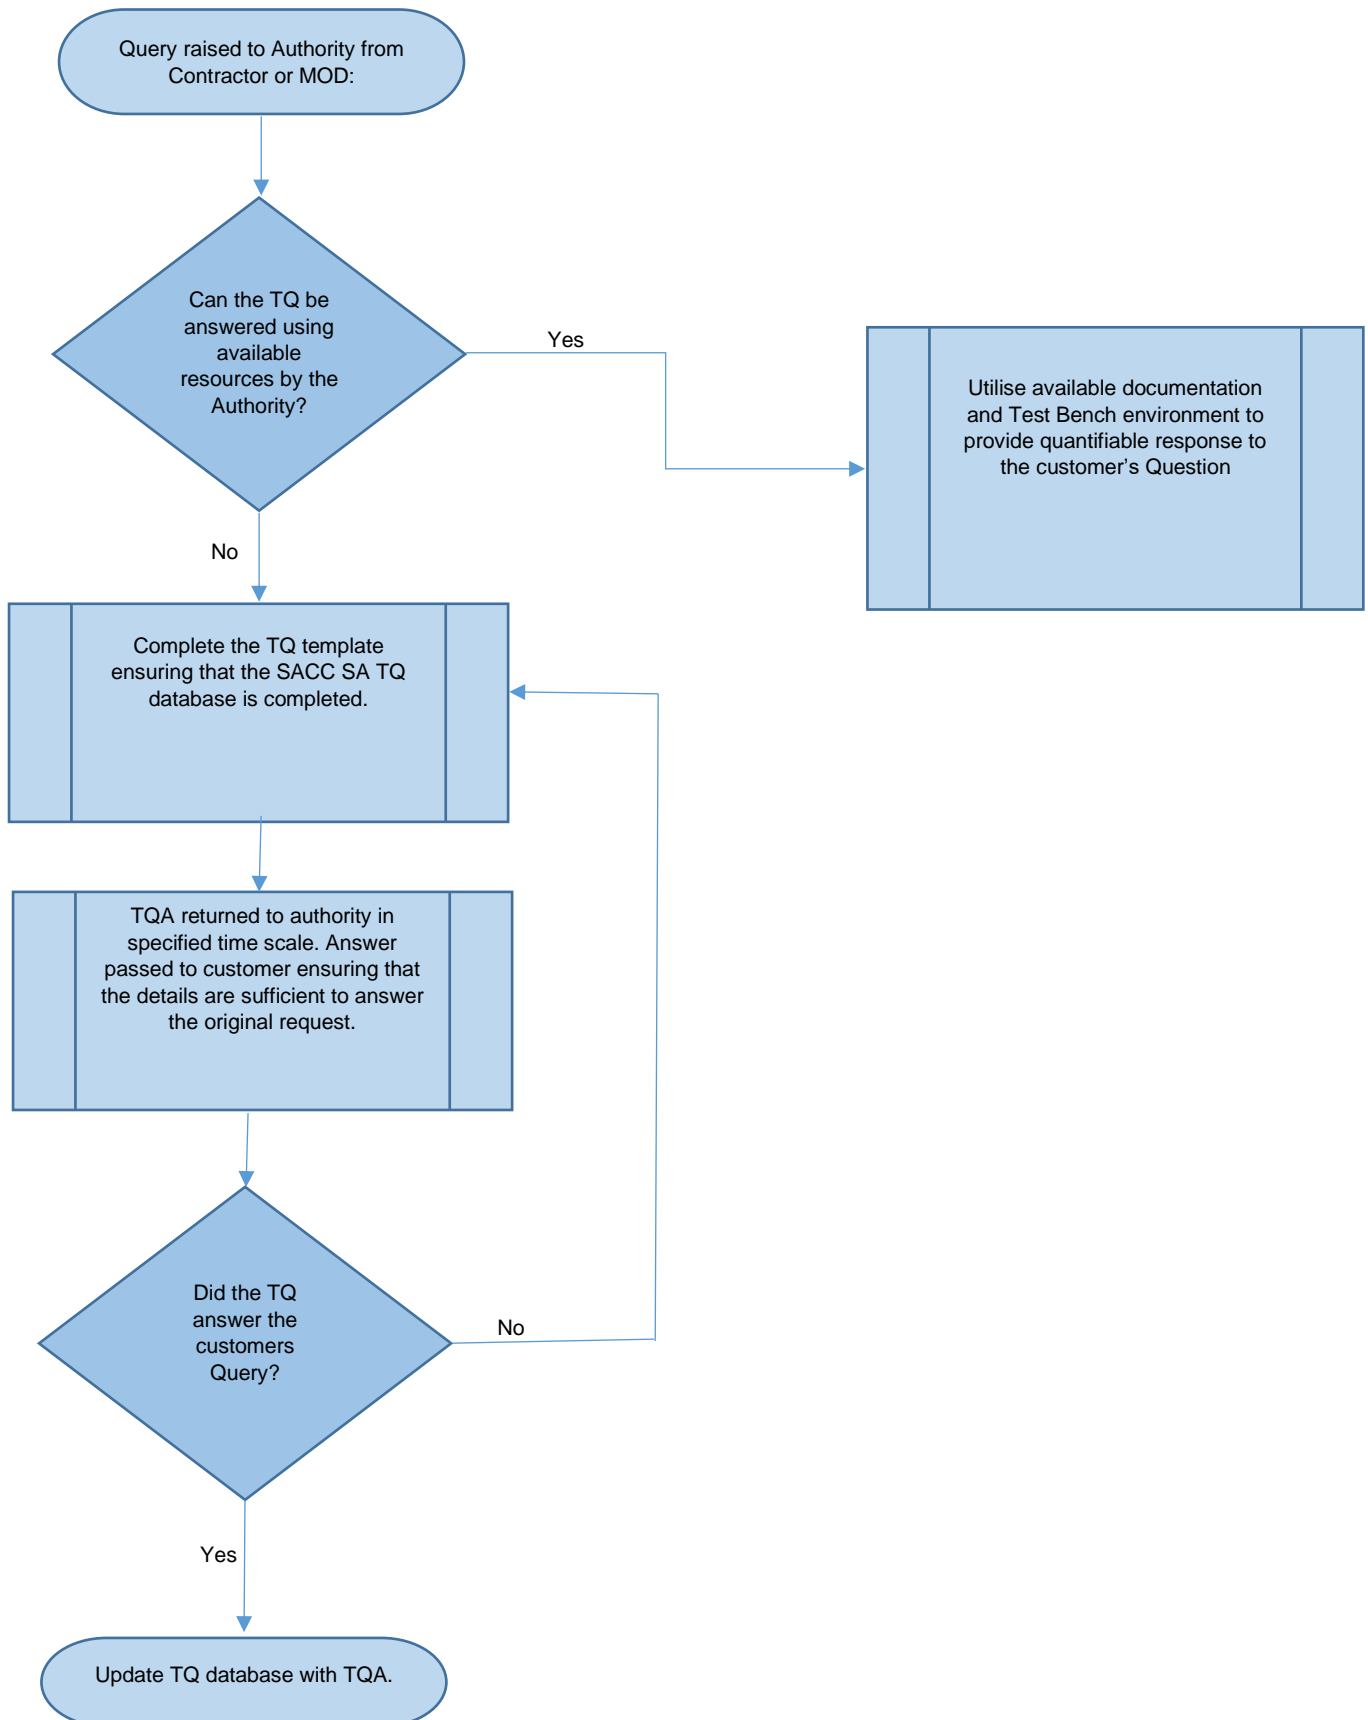 Query raised to Authority from
Contractor or MOD:
Can the TQ be
answered using
available
resources by the
Authority?
Yes
Utilise available documentation
and Test Bench environment to
provide quantifiable response to
the customer’s Question
No
Complete the TQ template
ensuring that the SACC SA TQ
database is completed.
TQA returned to authority in
specified time scale. Answer
passed to customer ensuring that
the details are sufficient to answer
the original request.
Did the TQ
answer the
customers
Query?
No
Yes
Update TQ database with TQA.